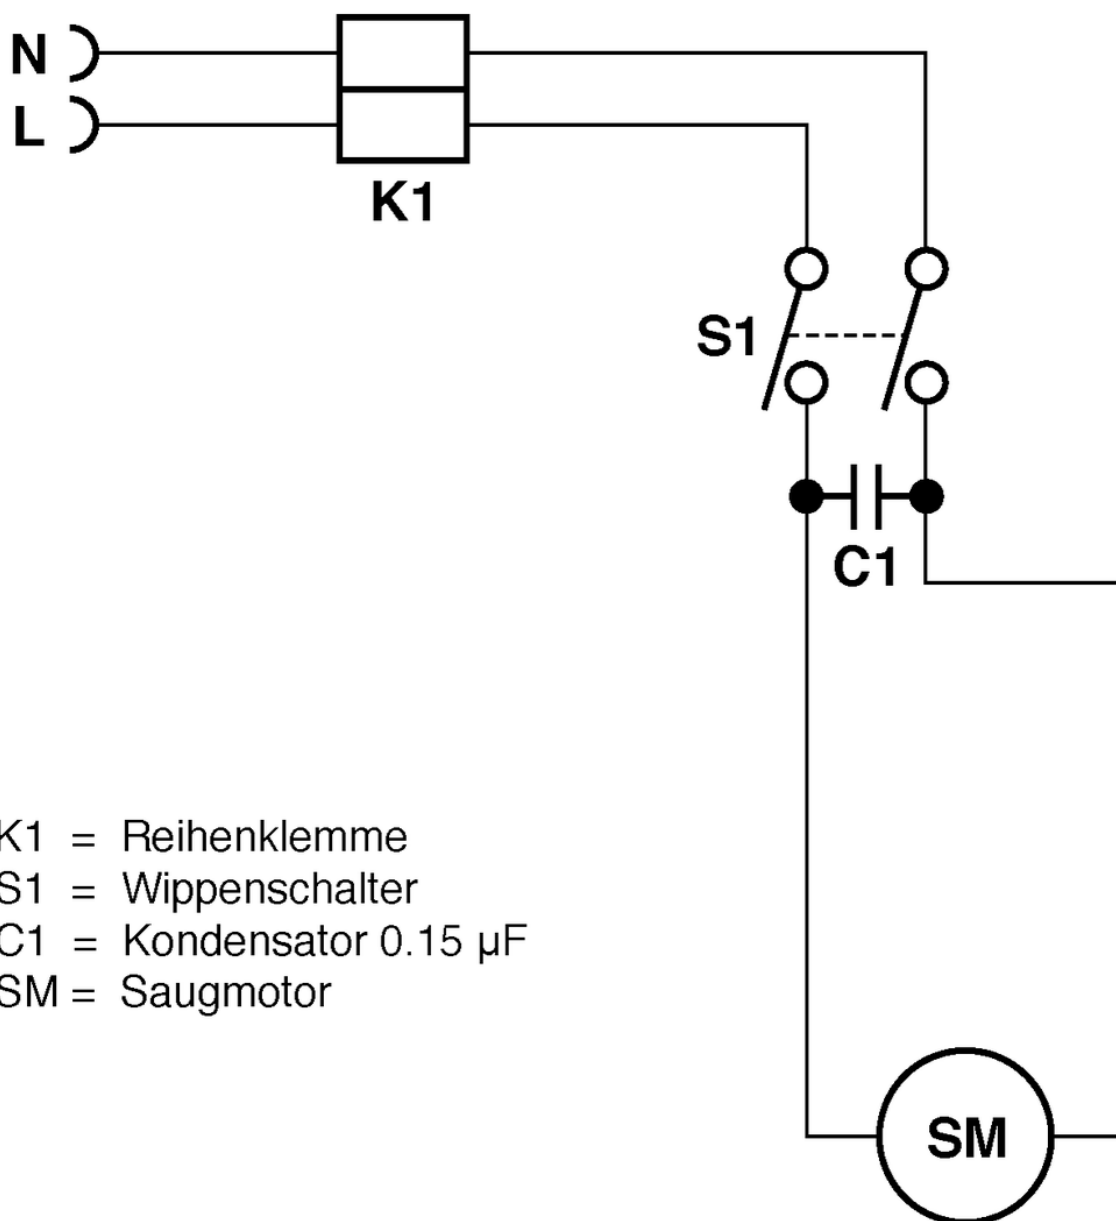 N
L
K1
S1
C1
K1 = Reihenklemme
S1 = Wippenschalter
C1 = Kondensator 0.15 µF
SM = Saugmotor
SM